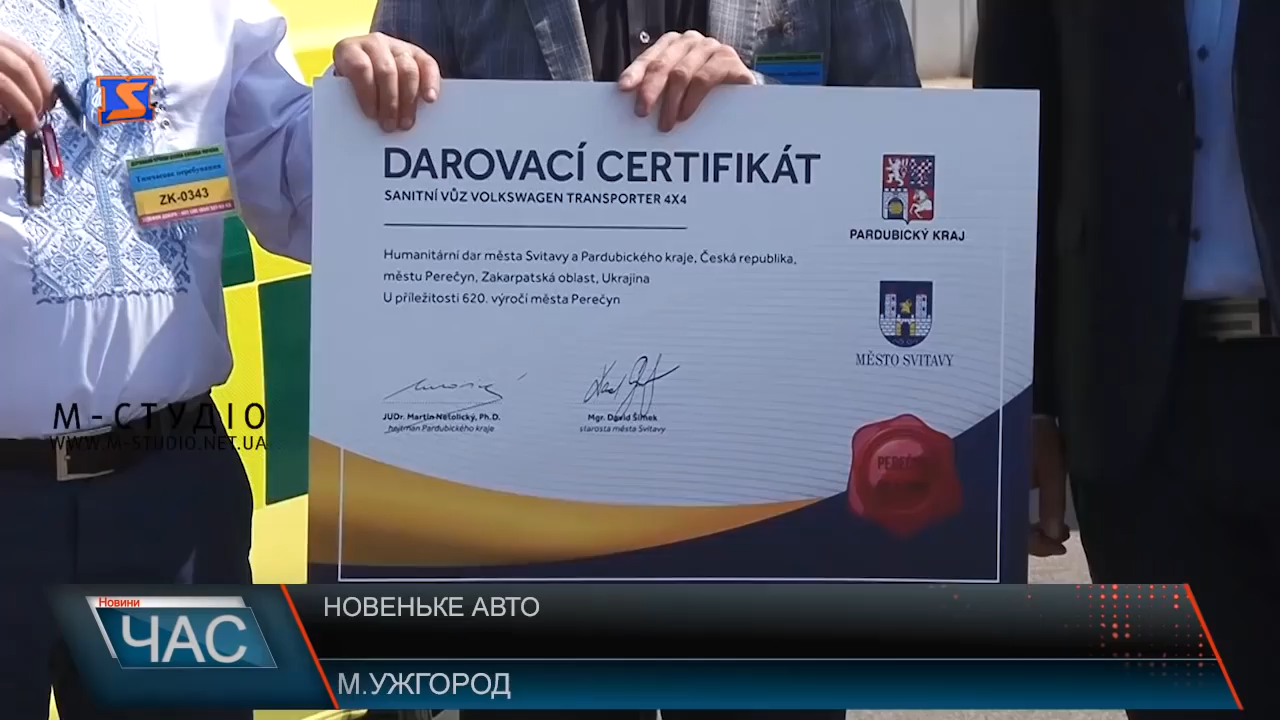 DAROVACÍ CERTIFIKÁT
SANITNÍ VŮZ VOLKSWAGEN TRANSPORTER 4X4
Humanitární dar města Svitavy a Pardubického kraje, Česká republika,
městu Perečyn, Zakarpatská oblast, Ukrajina
U příležitosti 620. výročí města Perečyn
PARDUBICKÝ KRAJ
MĚSTO SVITAVY
JUDr. Martin Netolický, Ph.D.
hejtman Pardubického kraje
Mgr. David Šimek
starosta města Svitavy
Тимчасове перебування
ZK-0343
М-СТУДІО
WWW.M-STUDIO.NET.UA
Новини
ЧАС
НОВЕНЬКЕ АВТО
М.УЖГОРОД